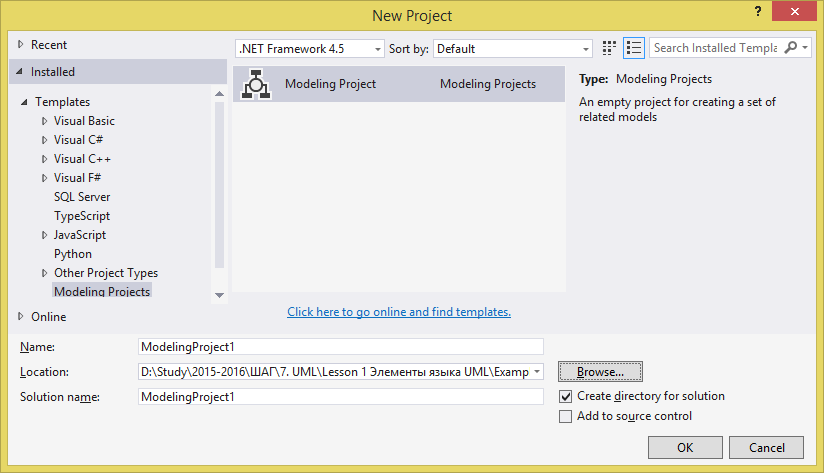 New Project
?
Recent
Installed
Templates
Visual Basic
Visual C#
Visual C++
Visual F#
SQL Server
TypeScript
JavaScript
Python
Other Project Types
Modeling Projects
Online
.NET Framework 4.5
Sort by:
Default
Search Installed Templa
Modeling Project
Modeling Projects
Type: Modeling Projects
An empty project for creating a set of
related models
Click here to go online and find templates.
Name:
ModelingProject1
Location:
D:\Study\2015-2016\ШАГ\7. UML\Lesson 1 Элементы языка UML\Examp
Browse...
Solution name:
ModelingProject1
Create directory for solution
Add to source control
OK
Cancel